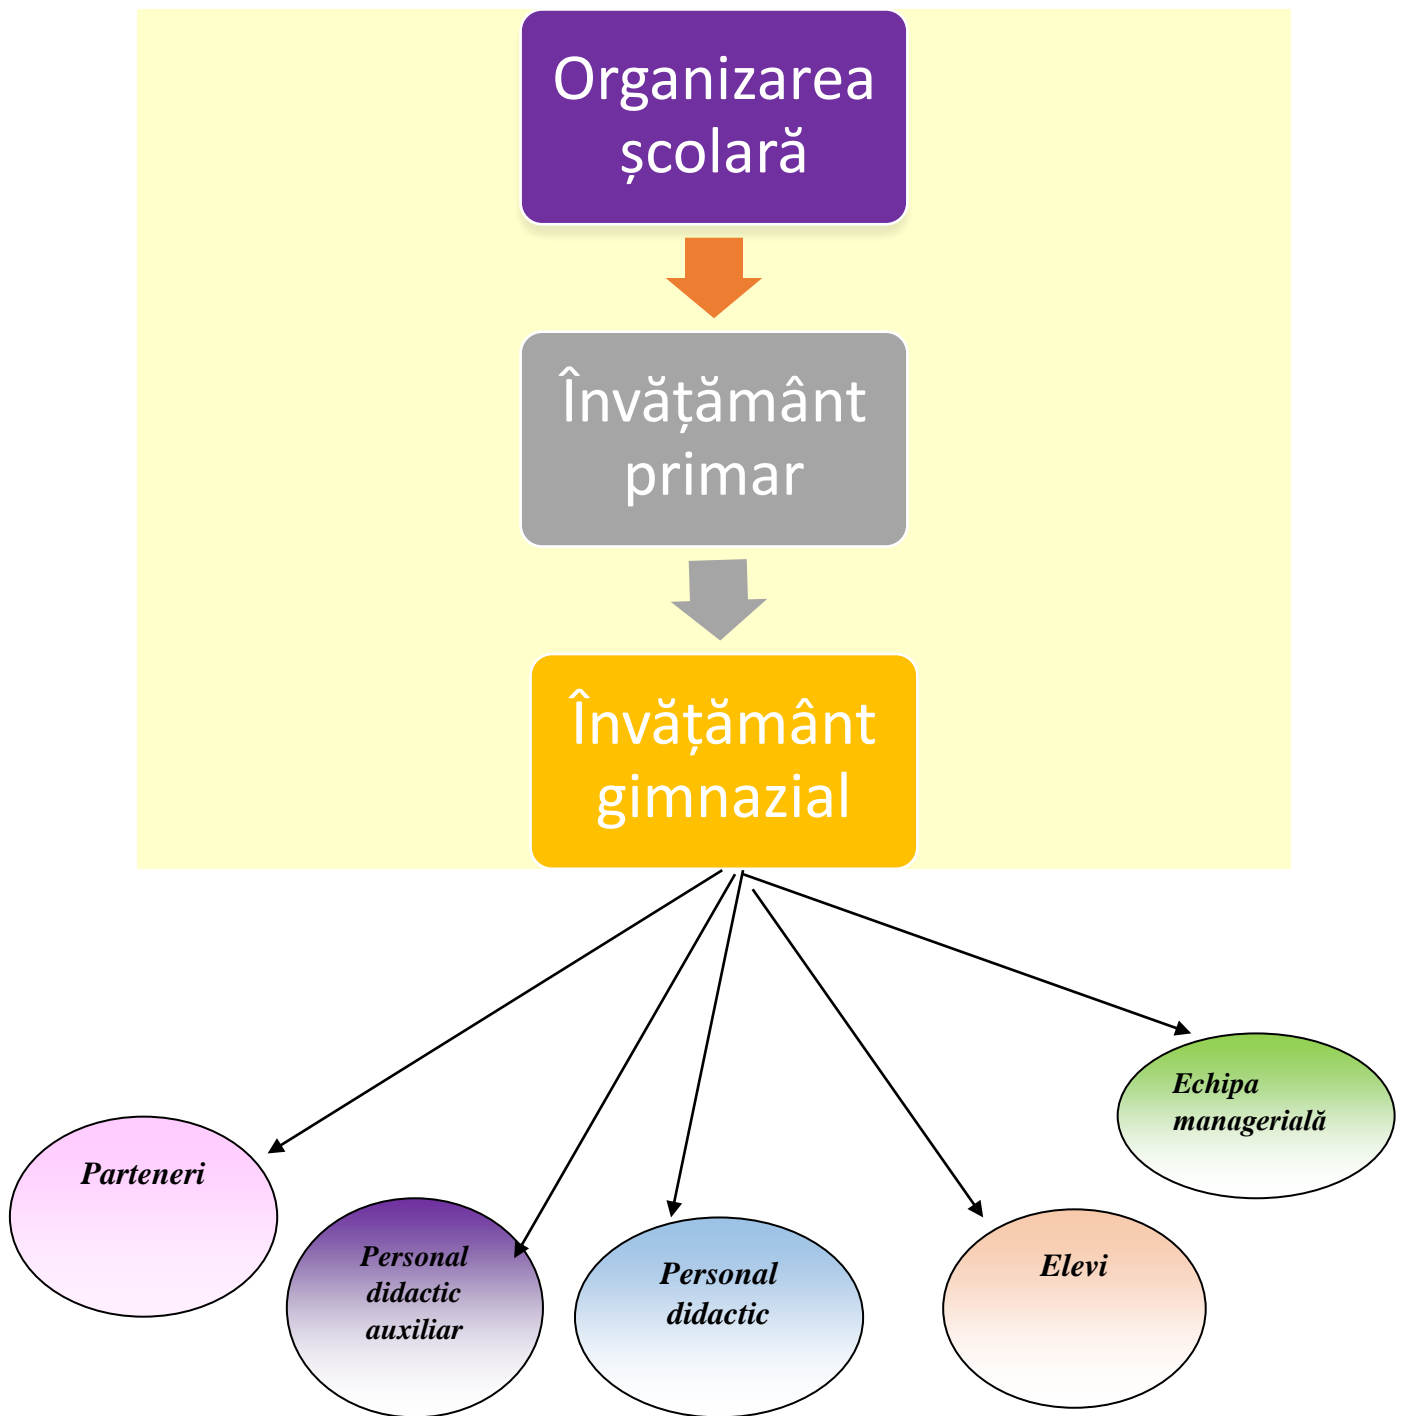 Organizarea
școlară
Învățământ
primar
Învățământ
gimnazial
Parteneri
Personal
didactic
auxiliar
Personal
didactic
Elevi
Echipa
managerială